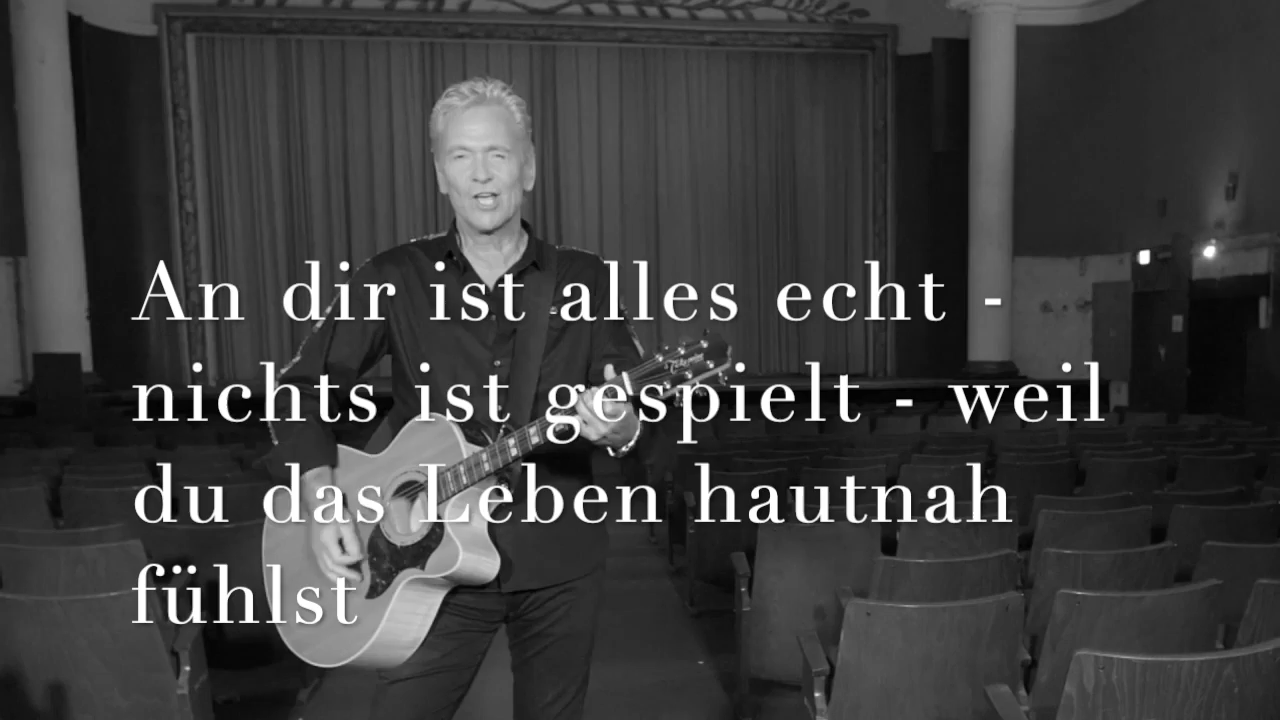 An dir ist alles echt -
nichts ist gespielt - weil
du das Leben hautnah
fühlst